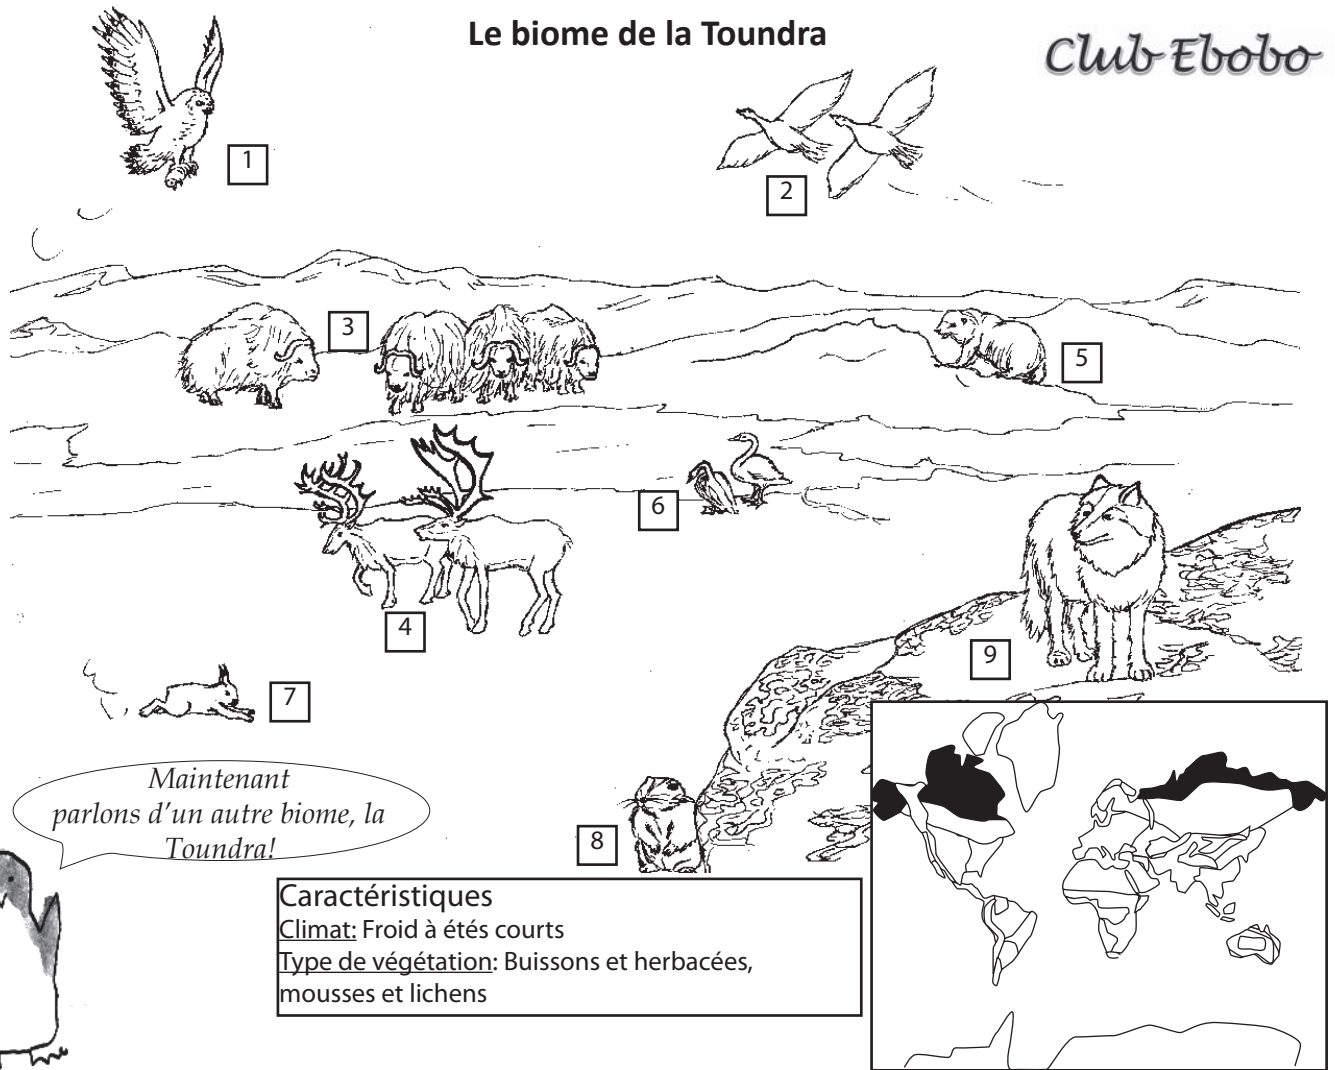 Le biome de la Toundra
Club Ebobo
1
2
3
5
6
4
9
7
Maintenant
parlons d'un autre biome, la
Toundra!
8
Caractéristiques
Climat: Froid à étés courts
Type de végétation: Buissons et herbacées,
mousses et lichens